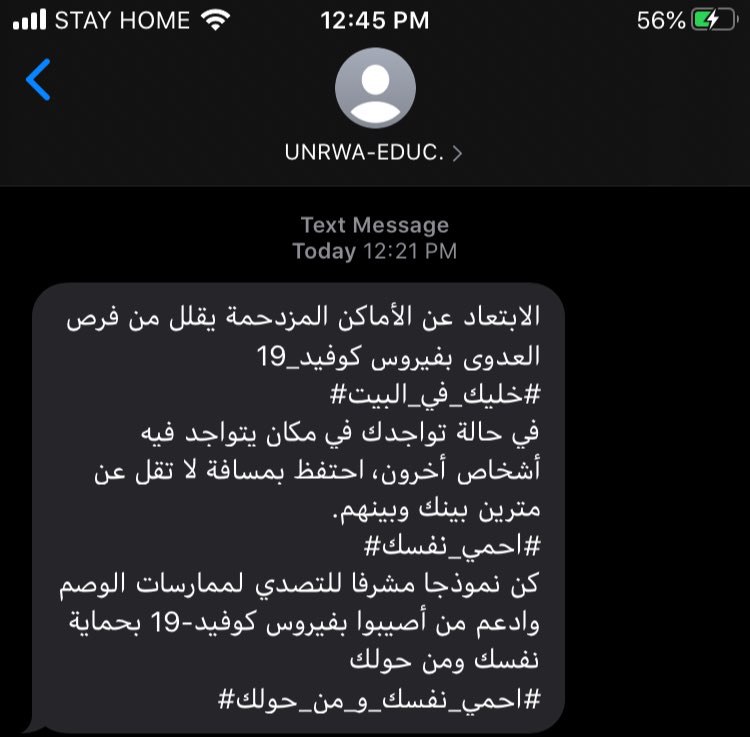 STAY HOME 12:45 PM 56%
UNRWA-EDUC.
Text Message
Today 12:21 PM
الابتعاد عن الأماكن المزدحمة يقلل من فرص
العدوى بفيروس كوفيد_19
#خليك_في_البيت#
في حالة تواجدك في مكان يتواجد فيه
أشخاص أخرون، احتفظ بمسافة لا تقل عن
مترين بينك وبينهم.
#احمي_نفسك#
كن نموذجا مشرفا للتصدي لممارسات الوصم
وادعم من أصيبوا بفيروس كوفيد-19 بحماية
نفسك ومن حولك
#احمي_نفسك_و_من_حولك#